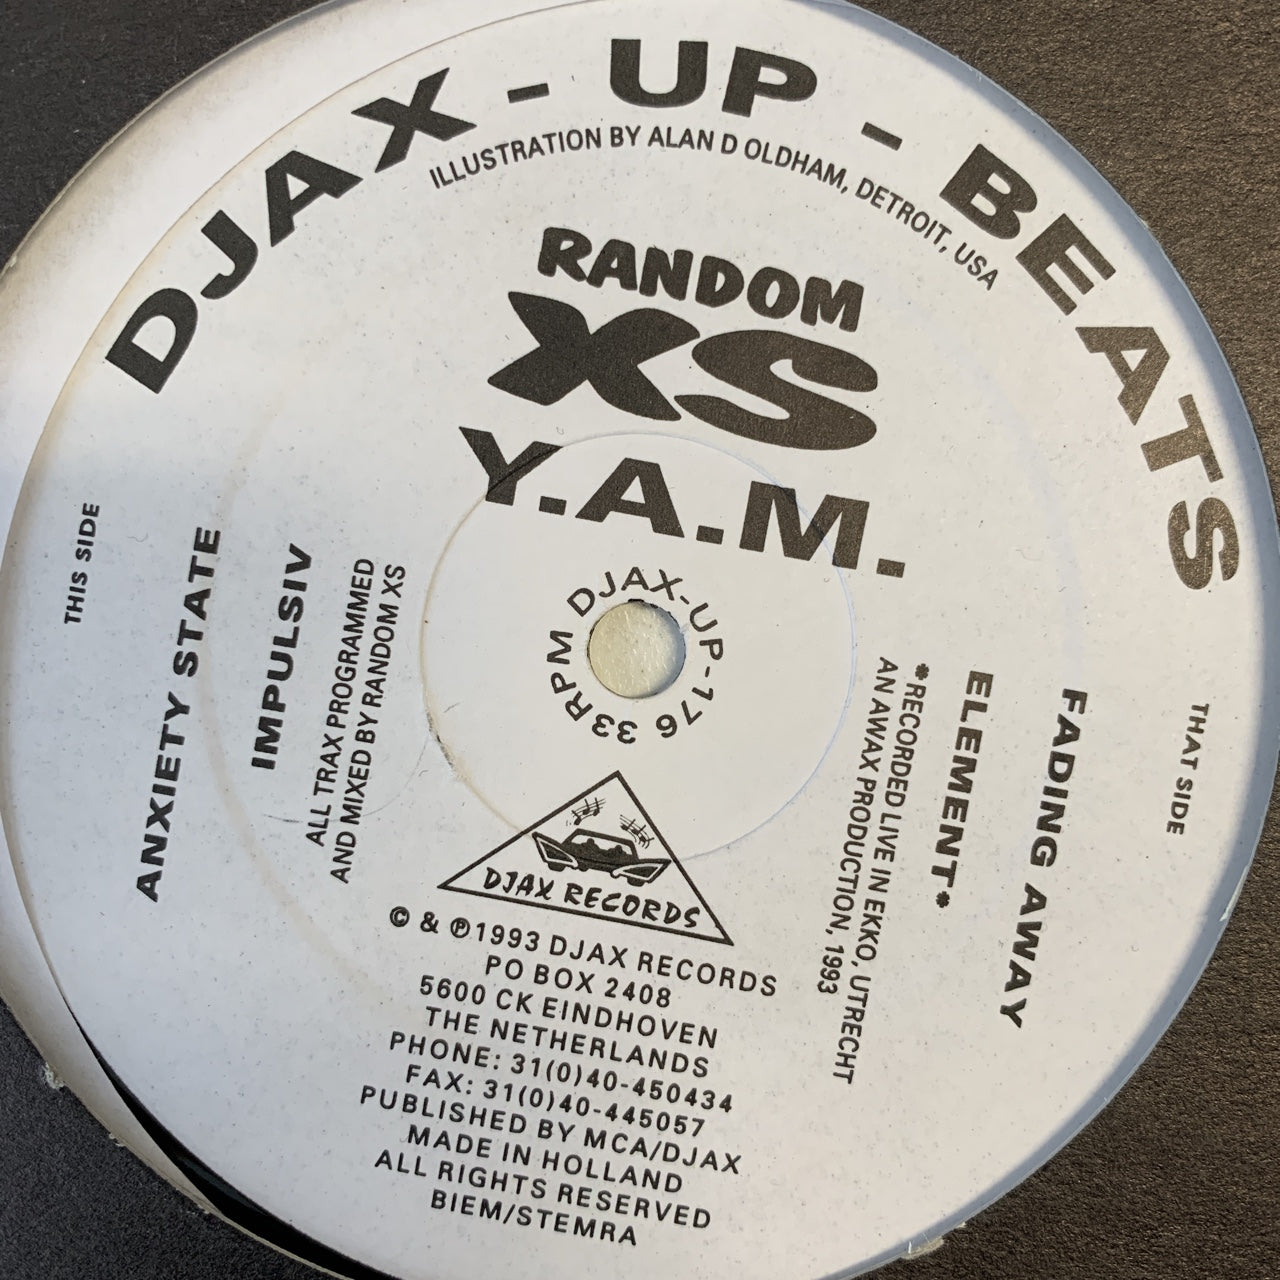 DJAX - UP - BEATS
ILLUSTRATION BY ALAN D OLDHAM, DETROIT, USA
RANDOM
XS
Y.A.M.
DJAX-UP-176 33RPM
THIS SIDE
ANXIETY STATE
IMPULSIV
ALL TRAX PROGRAMMED
AND MIXED BY RANDOM XS
THAT SIDE
FADING AWAY
ELEMENT*
*RECORDED LIVE IN EKKO, UTRECHT
AN AWAX PRODUCTION, 1993
DJAX RECORDS
© & ℗1993 DJAX RECORDS
PO BOX 2408
5600 CK EINDHOVEN
THE NETHERLANDS
PHONE: 31(0)40-450434
FAX: 31(0)40-445057
PUBLISHED BY MCA/DJAX
MADE IN HOLLAND
ALL RIGHTS RESERVED
BIEM/STEMRA